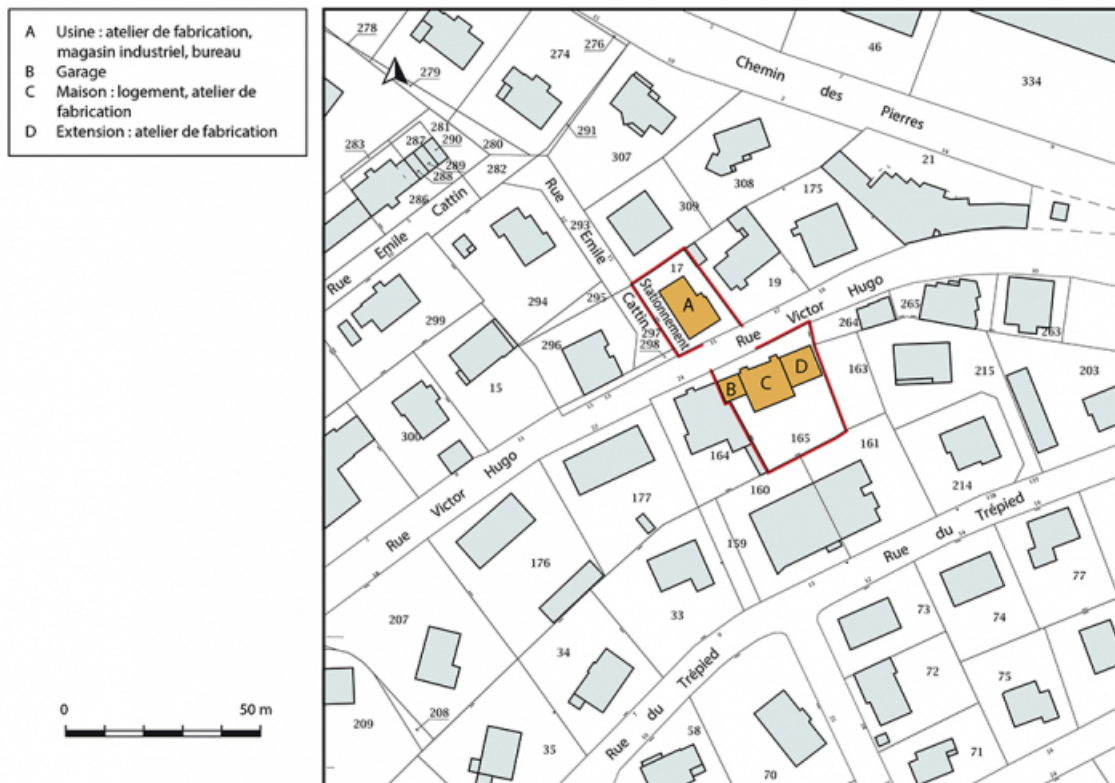 A Usine : atelier de fabrication,
magasin industriel, bureau
B Garage
C Maison : logement, atelier de
fabrication
D Extension : atelier de fabrication
0 50 m
278
276
274
46
334
279
Chemin
des
Pierres
281
290
283
287
280
291
289
288
282
307
286
21
308
175
Rue Emile Cattin
Rue Emile Cattin
293
309
17
19
Stationnement
A
294
295
297
298
296
299
15
300
Rue Victor Hugo
264
265
263
B
C
D
163
215
203
165
164
161
160
214
177
159
Rue Victor Hugo
176
Rue du Trépied
33
77
73
74
207
34
72
75
Rue du Trépied
208
209
35
58
70
71